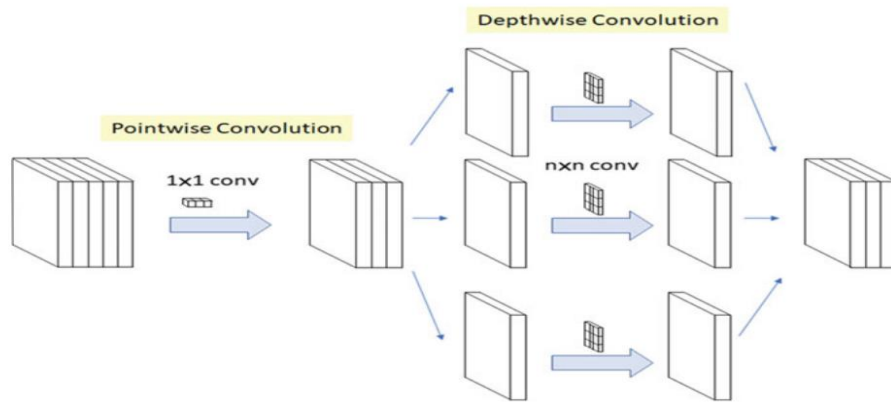 Depthwise Convolution
Pointwise Convolution
1x1 conv
nxn conv